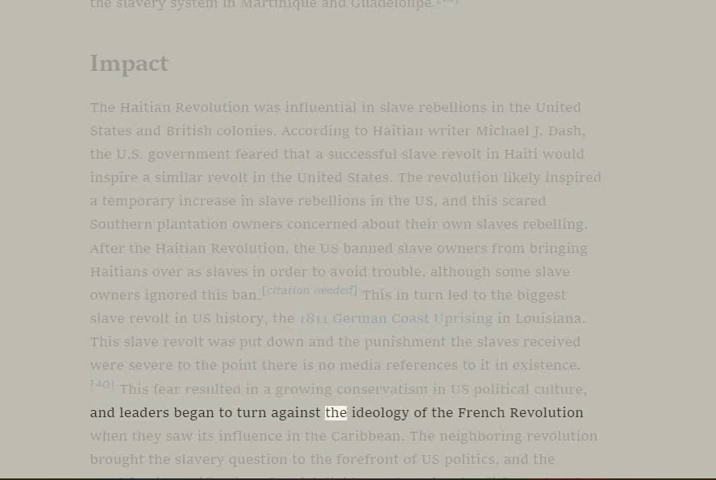 the slavery system in Martinique and Guadeloupe.
Impact
The Haitian Revolution was influential in slave rebellions in the United
States and British colonies. According to Haitian writer Michael J. Dash,
the U.S. government feared that a successful slave revolt in Haiti would
inspire a similar revolt in the United States. The revolution likely inspired
a temporary increase in slave rebellions in the US, and this scared
Southern plantation owners concerned about their own slaves rebelling.
After the Haitian Revolution, the US banned slave owners from bringing
Haitians over as slaves in order to avoid trouble, although some slave
owners ignored this ban.[citation needed] This in turn led to the biggest
slave revolt in US history, the 1811 German Coast Uprising in Louisiana.
This slave revolt was put down and the punishment the slaves received
were severe to the point there is no media references to it in existence.
[40] This fear resulted in a growing conservatism in US political culture,
and leaders began to turn against the ideology of the French Revolution
when they saw its influence in the Caribbean. The neighboring revolution
brought the slavery question to the forefront of US politics, and the